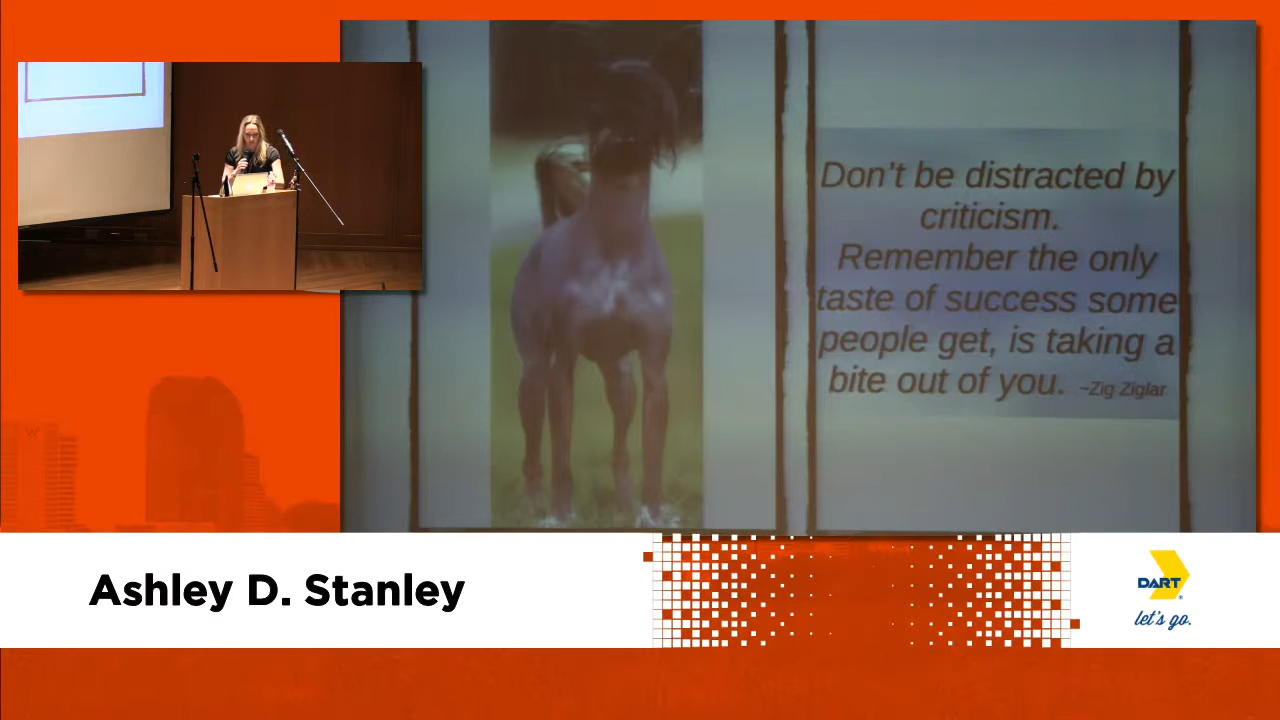 Don't be distracted by
criticism.
Remember the only
taste of success some
people get, is taking a
bite out of you. ~Zig Ziglar
Ashley D. Stanley
DART
let's go.
W